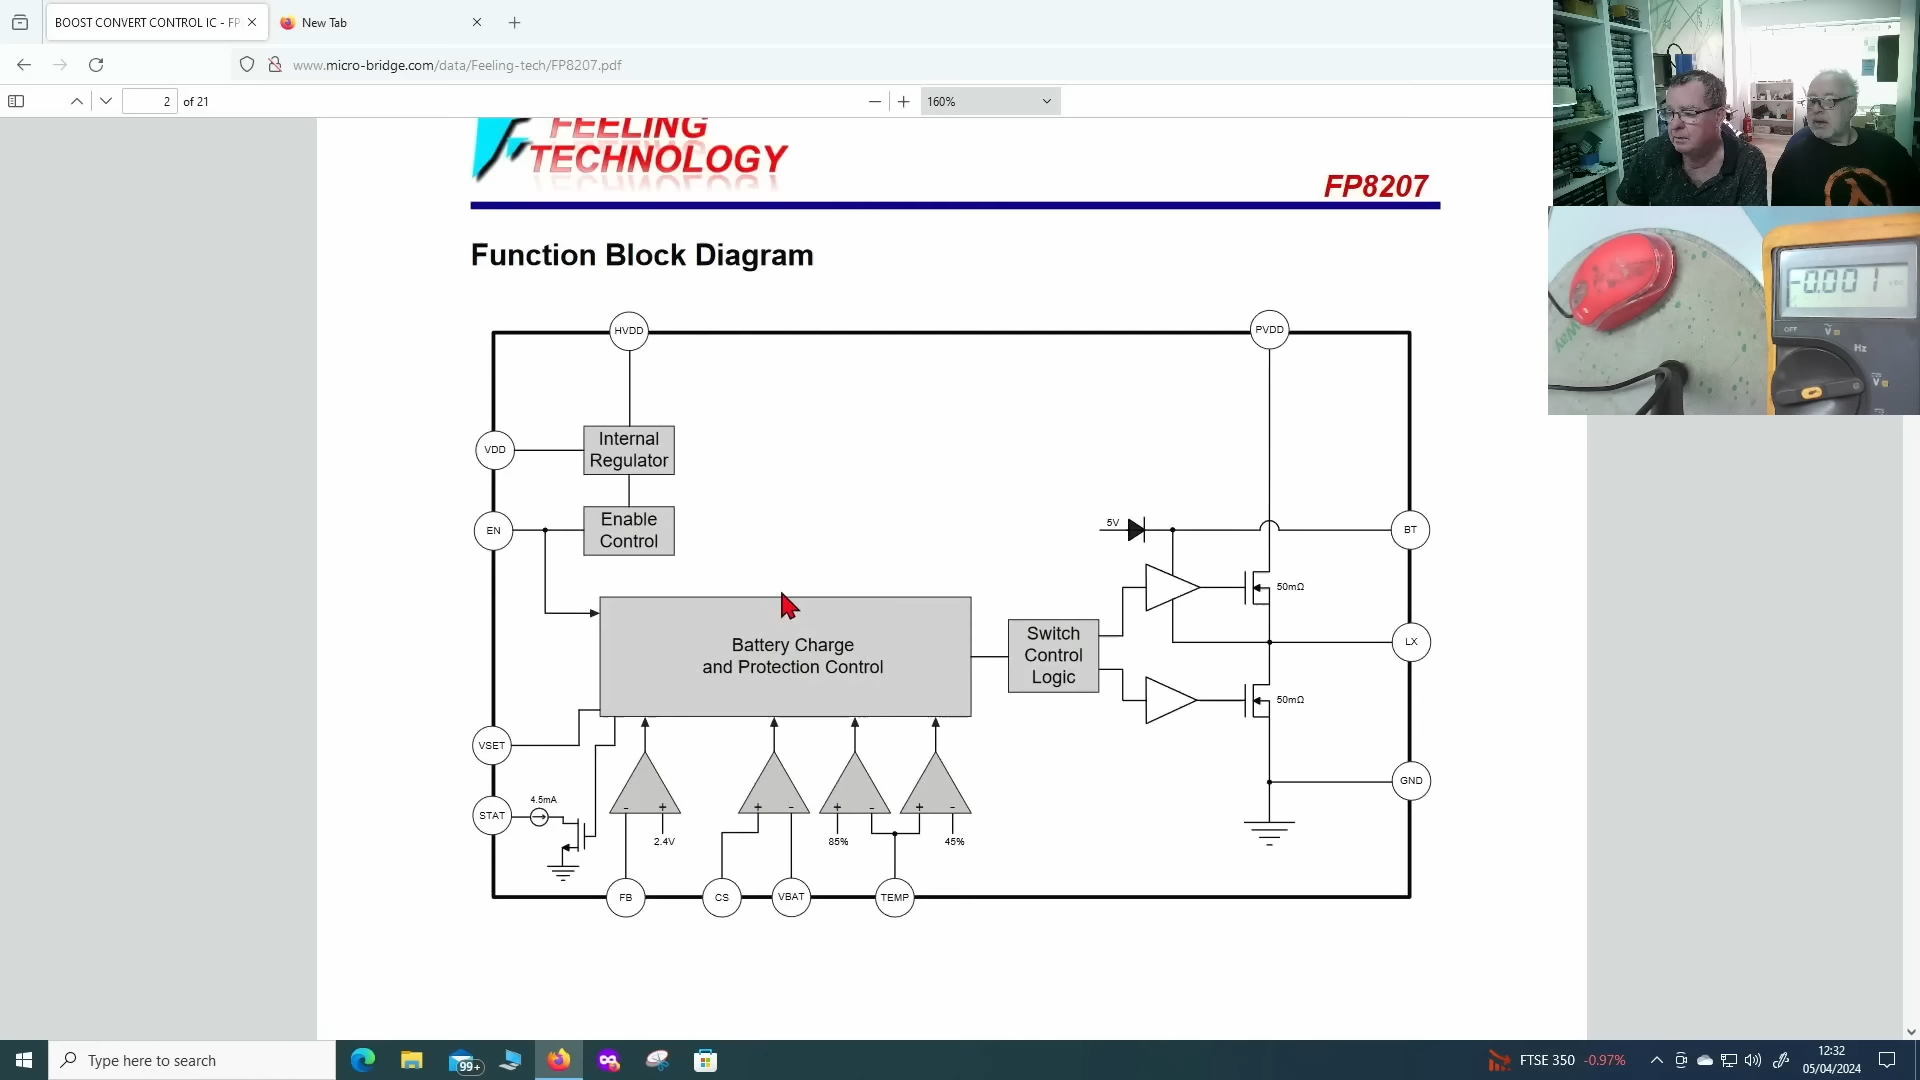 BOOST CONVERT CONTROL IC - FP
New Tab
www.micro-bridge.com/data/Feeling-tech/FP8207.pdf
2 of 21
160%
FEELING
TECHNOLOGY
FP8207
Function Block Diagram
HVDD
PVDD
VDD
Internal
Regulator
EN
Enable
Control
5V
BT
50mΩ
Battery Charge
and Protection Control
Switch
Control
Logic
LX
50mΩ
VSET
GND
STAT
4.5mA
- +
+ -
+ -
+ -
2.4V
85%
45%
FB
CS
VBAT
TEMP
-0.001
OFF
V
Hz
V
Type here to search
99+
FTSE 350 -0.97%
12:32
05/04/2024